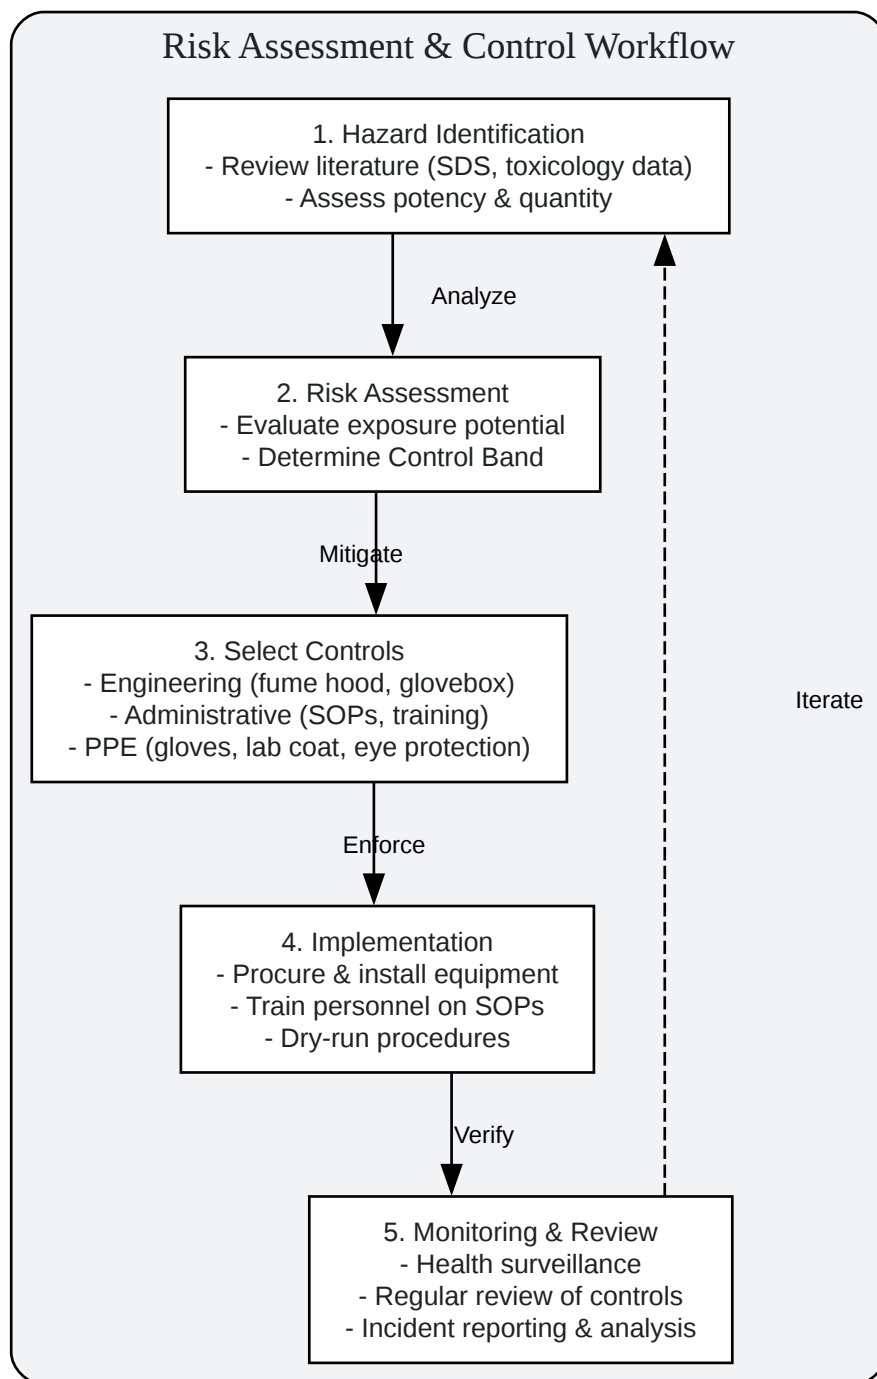 Risk Assessment & Control Workflow
1. Hazard Identification
- Review literature (SDS, toxicology data)
- Assess potency & quantity
Analyze
2. Risk Assessment
- Evaluate exposure potential
- Determine Control Band
Mitigate
3. Select Controls
- Engineering (fume hood, glovebox)
- Administrative (SOPs, training)
- PPE (gloves, lab coat, eye protection)
Iterate
Enforce
4. Implementation
- Procure & install equipment
- Train personnel on SOPs
- Dry-run procedures
Verify
5. Monitoring & Review
- Health surveillance
- Regular review of controls
- Incident reporting & analysis